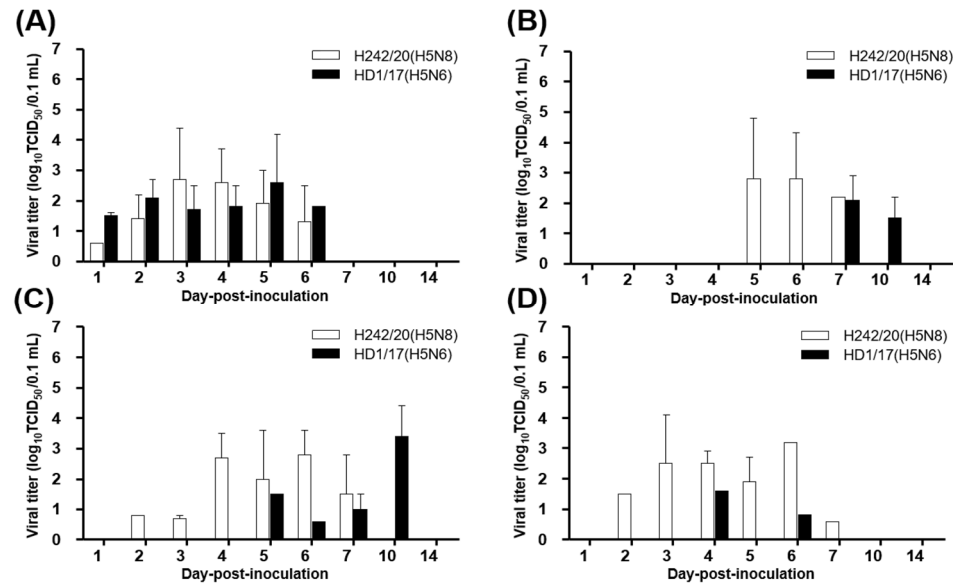 (A)
H242/20(H5N8)
HD1/17(H5N6)
Viral titer (log10TCID50/0.1 mL)
7
6
5
4
3
2
1
0
1 2 3 4 5 6 7 10 14
Day-post-inoculation
(B)
H242/20(H5N8)
HD1/17(H5N6)
Viral titer (log10TCID50/0.1 mL)
7
6
5
4
3
2
1
0
1 2 3 4 5 6 7 10 14
Day-post-inoculation
(C)
H242/20(H5N8)
HD1/17(H5N6)
Viral titer (log10TCID50/0.1 mL)
7
6
5
4
3
2
1
0
1 2 3 4 5 6 7 10 14
Day-post-inoculation
(D)
H242/20(H5N8)
HD1/17(H5N6)
Viral titer (log10TCID50/0.1 mL)
7
6
5
4
3
2
1
0
1 2 3 4 5 6 7 10 14
Day-post-inoculation